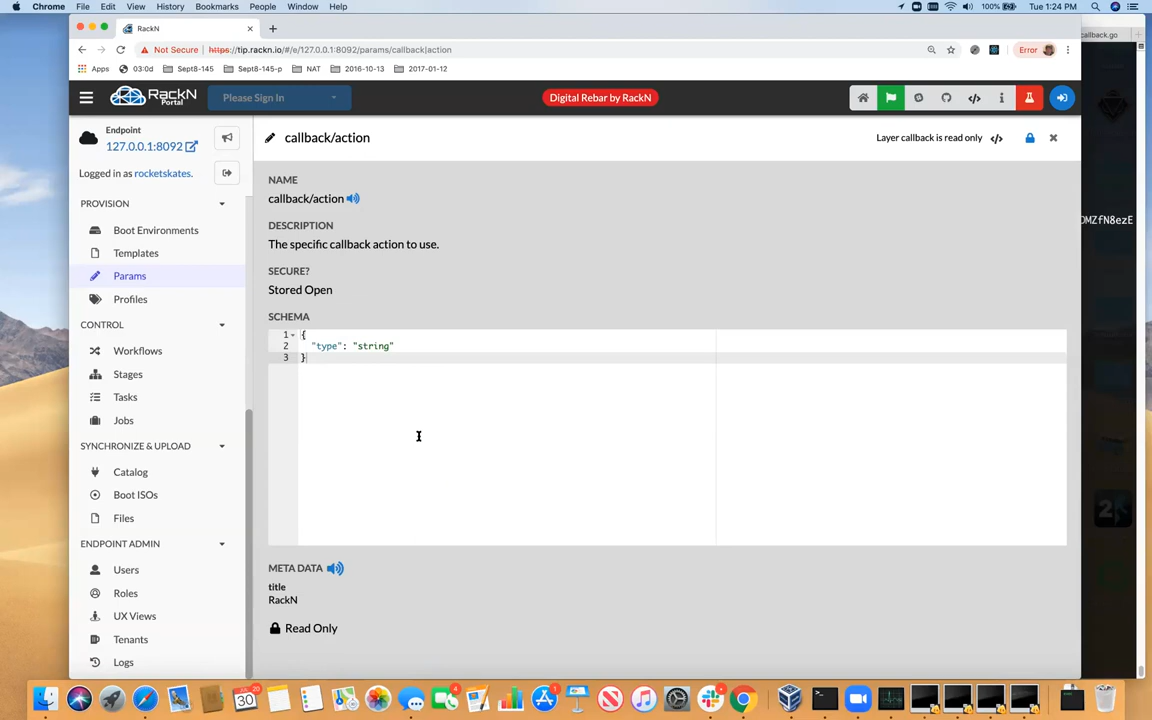 Chrome File Edit View History Bookmarks People Window Help 100% Tue 1:24 PM
RackN
callback.go
Not Secure https://tip.rackn.io/#/e/127.0.0.1:8092/params/callback|action Error
Apps 03:0d Sept8-145 Sept8-145-p NAT 2016-10-13 2017-01-12
RackN Portal Please Sign In Digital Rebar by RackN
Endpoint
127.0.0.1:8092
Logged in as rocketskates.
callback/action Layer callback is read only
PROVISION
Boot Environments
Templates
Params
Profiles
CONTROL
Workflows
Stages
Tasks
Jobs
SYNCHRONIZE & UPLOAD
Catalog
Boot ISOs
Files
ENDPOINT ADMIN
Users
Roles
UX Views
Tenants
Logs
NAME
callback/action
DESCRIPTION
The specific callback action to use.
SECURE?
Stored Open
SCHEMA
1 {
2 "type": "string"
3 }
META DATA
title
RackN
Read Only
DMZfN8ezE